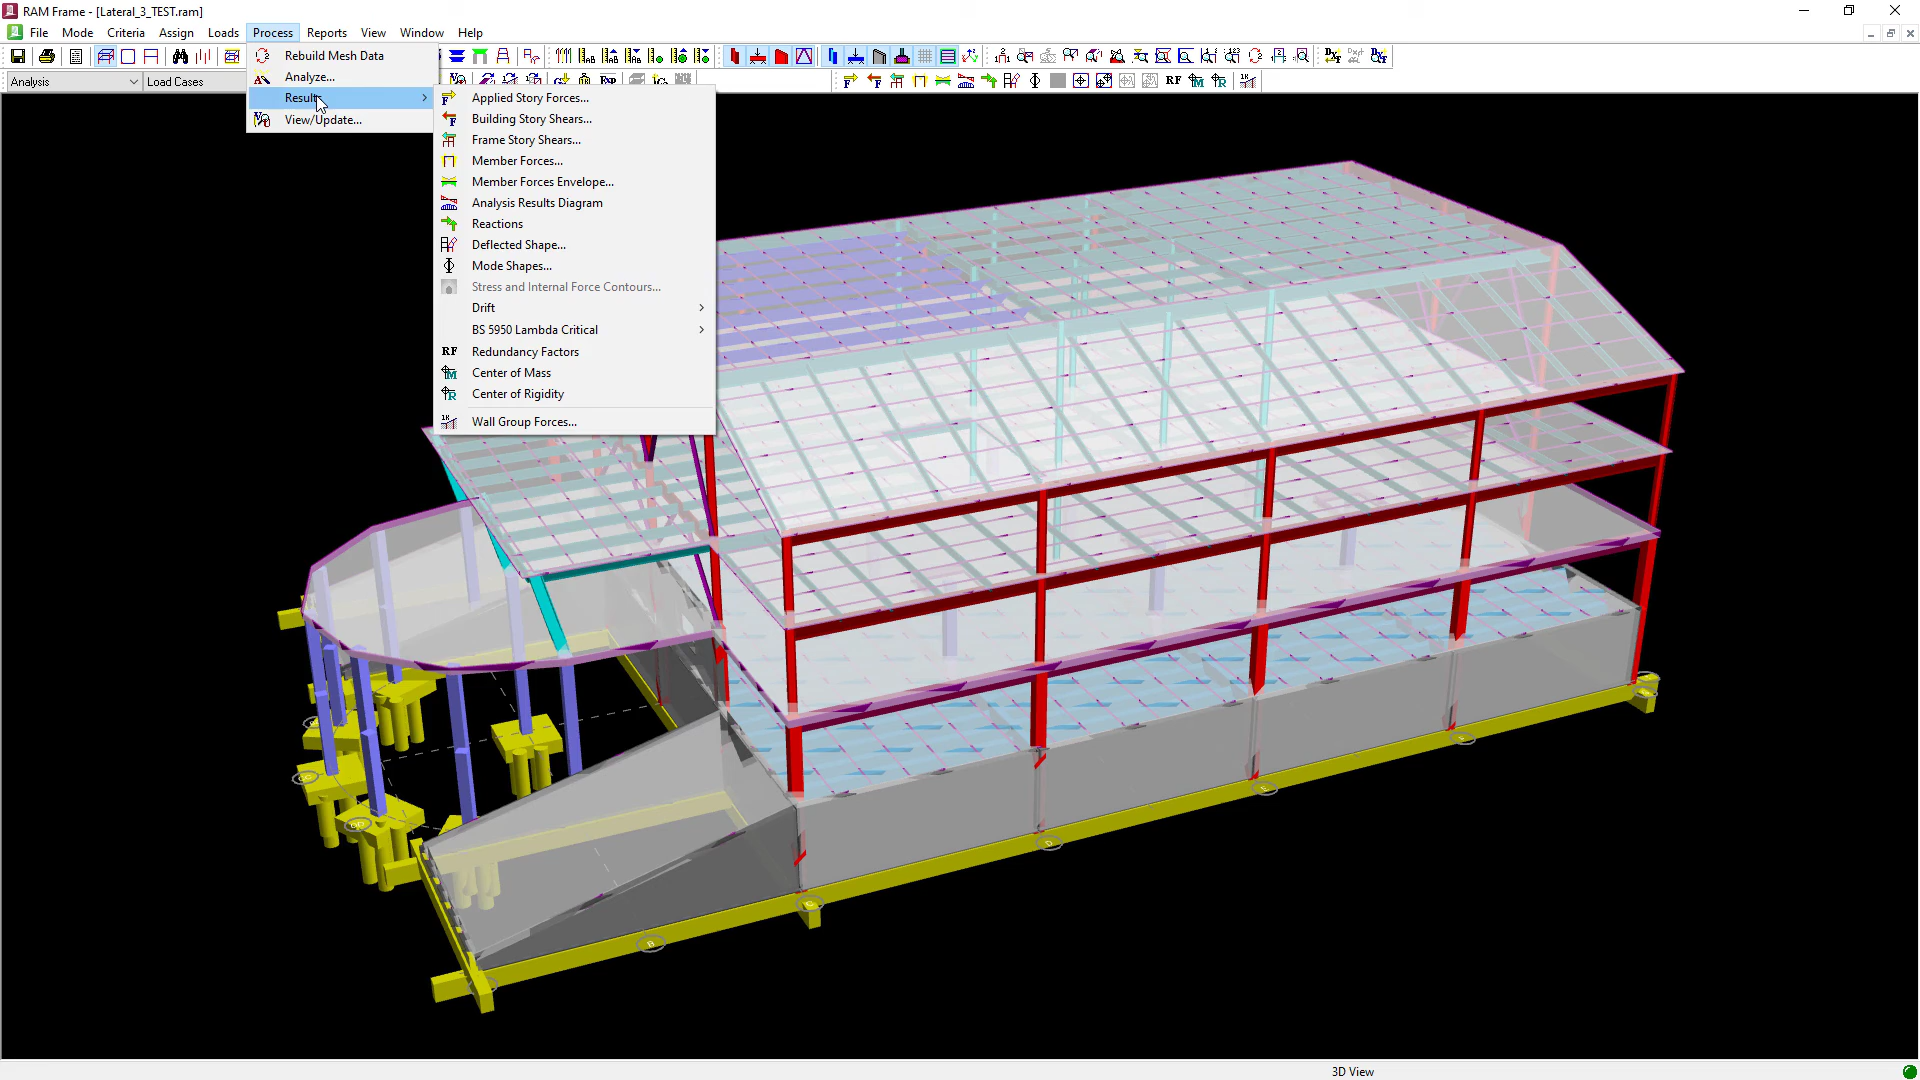 RAM Frame - [Lateral_3_TEST.ram]
File Mode Criteria Assign Loads Process Reports View Window Help
Analysis Load Cases
Rebuild Mesh Data
Analyze...
Results
View/Update...
Applied Story Forces...
Building Story Shears...
Frame Story Shears...
Member Forces...
Member Forces Envelope...
Analysis Results Diagram
Reactions
Deflected Shape...
Mode Shapes...
Stress and Internal Force Contours...
Drift
BS 5950 Lambda Critical
RF Redundancy Factors
Center of Mass
Center of Rigidity
Wall Group Forces...
RF
B
3D View